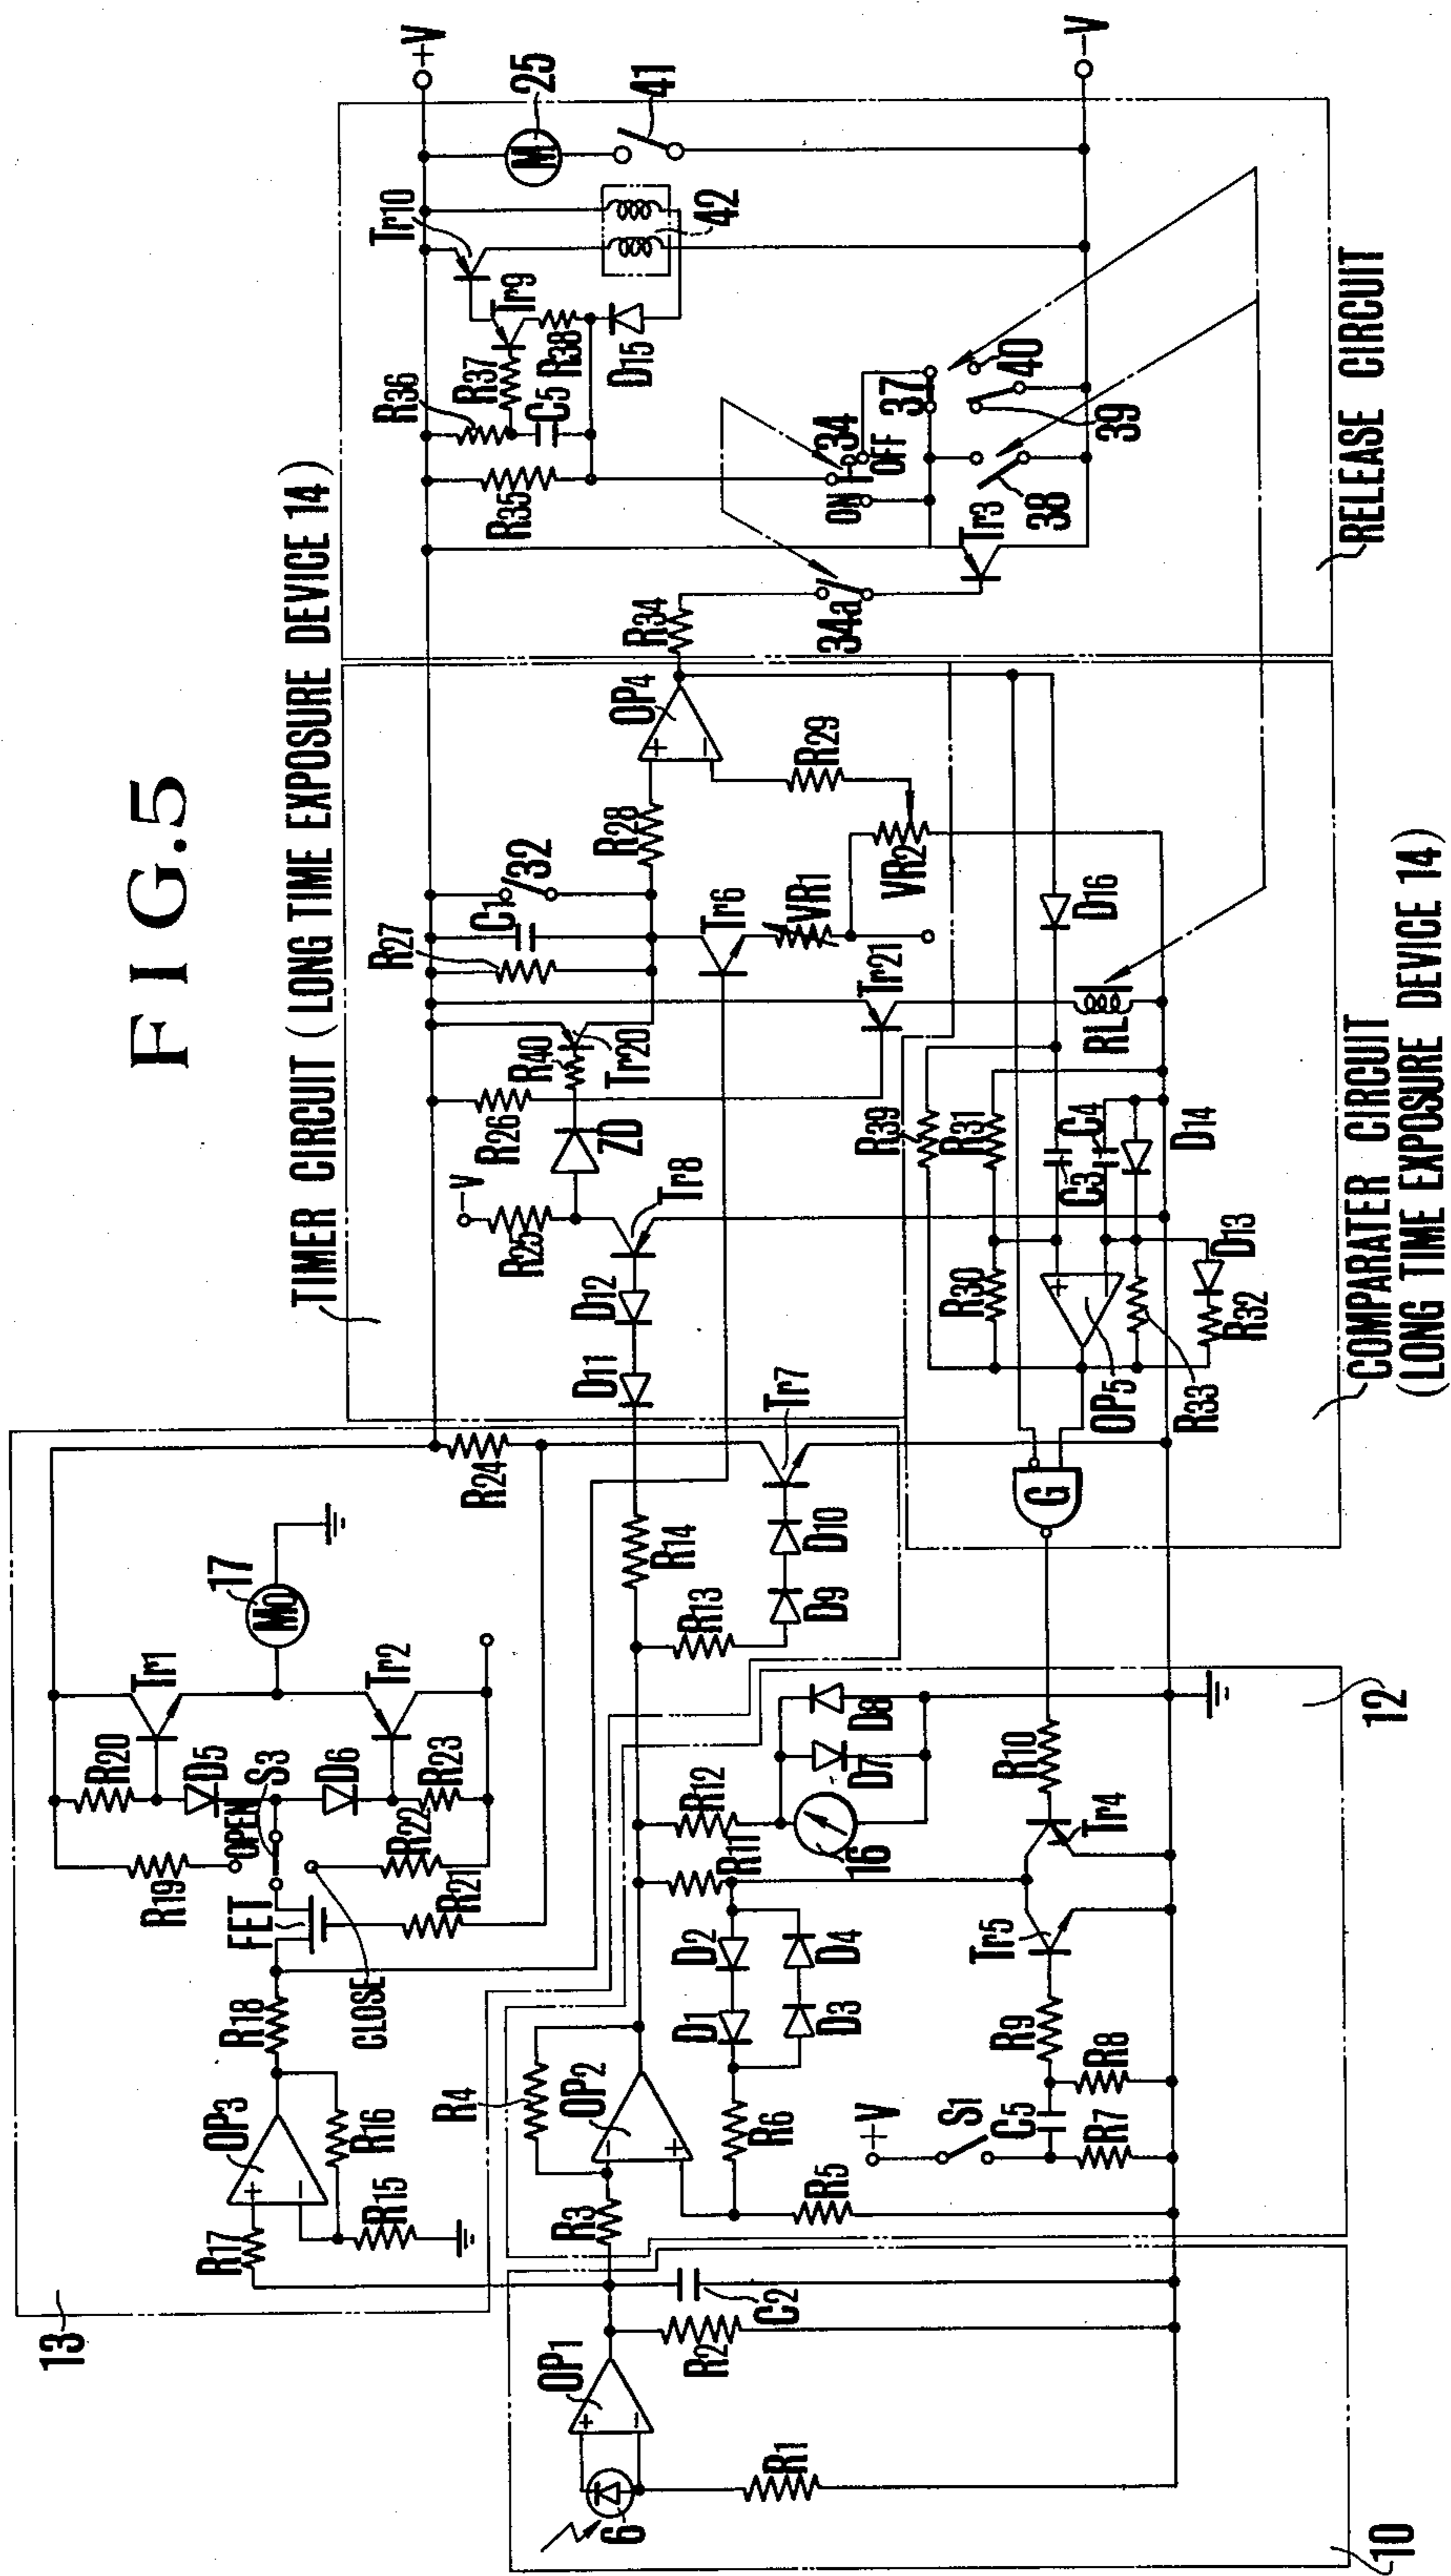 FIG.5
TIMER CIRCUIT (LONG TIME EXPOSURE DEVICE 14)
13
R17
OP3
+
−
R15
R16
R18
FET
CLOSE
R19
OPEN
S3
R20
D5
D6
R21
R22
R23
Tr1
Tr2
17
Mo
R24
R25
−V
R26
ZD
R40
Tr20
R27
C1
32
R28
Tr6
VR1
Tr21
VR2
R29
OP4
+
−
D11
D12
Tr8
Tr7
D9
D10
R13
R14
R34
34a
Tr3
R35
R36
R37
C5
R38
Tr9
Tr10
D15
42
M
25
41
+V
−V
ON
34
OFF
37
38
39
40
RELEASE CIRCUIT
6
OP1
+
−
R1
R2
C2
10
R3
R4
OP2
−
+
R5
R6
D1
D2
D3
D4
R11
R12
16
D7
D8
+V
S1
C5
R7
R8
R9
Tr5
Tr4
R10
12
G
OP5
+
−
R30
R31
R39
C3
C4
D14
D13
R32
R33
D16
RL
COMPARATER CIRCUIT
(LONG TIME EXPOSURE DEVICE 14)